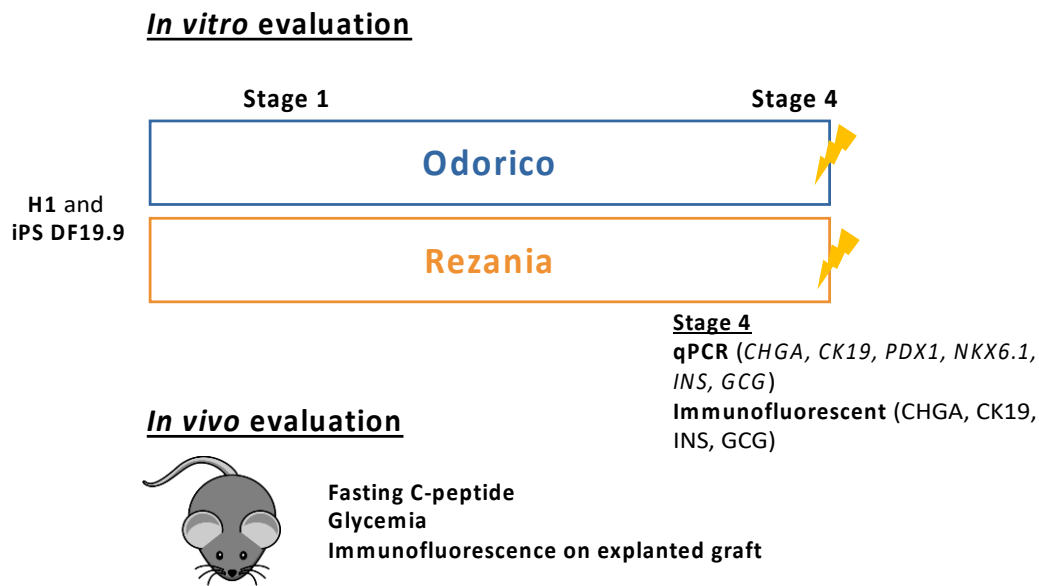 In vitro evaluation
Stage 1
Stage 4
Odorico
H1 and
iPS DF19.9
Rezania
Stage 4
qPCR (CHGA, CK19, PDX1, NKX6.1,
INS, GCG)
Immunofluorescent (CHGA, CK19,
INS, GCG)
In vivo evaluation
Fasting C-peptide
Glycemia
Immunofluorescence on explanted graft